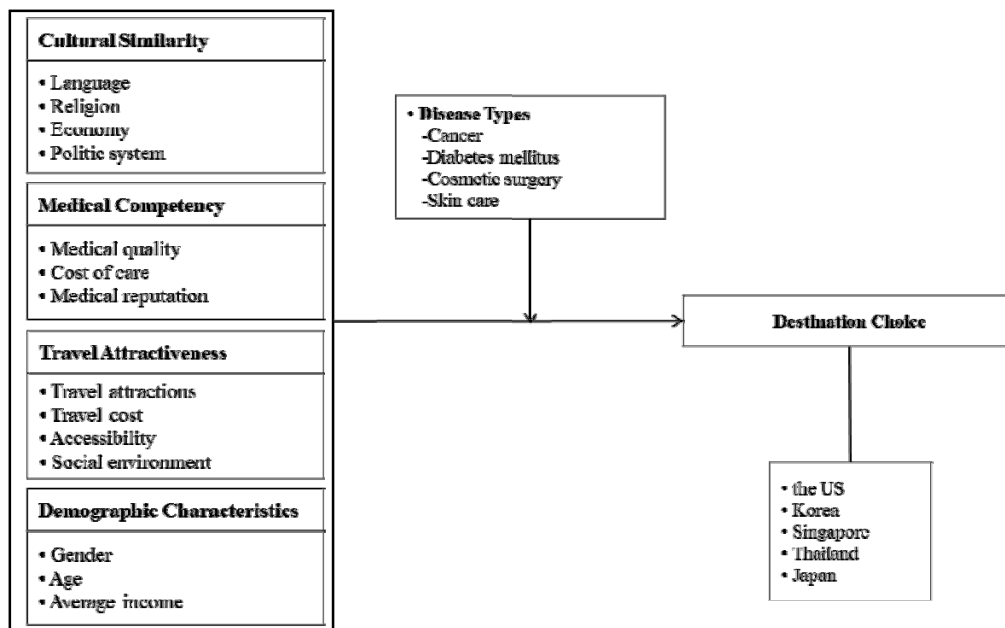 Cultural Similarity
• Language
• Religion
• Economy
• Politic system
Medical Competency
• Medical quality
• Cost of care
• Medical reputation
Travel Attractiveness
• Travel attractions
• Travel cost
• Accessibility
• Social environment
Demographic Characteristics
• Gender
• Age
• Average income
• Disease Types
-Cancer
-Diabetes mellitus
-Cosmetic surgery
-Skin care
Destination Choice
• the US
• Korea
• Singapore
• Thailand
• Japan